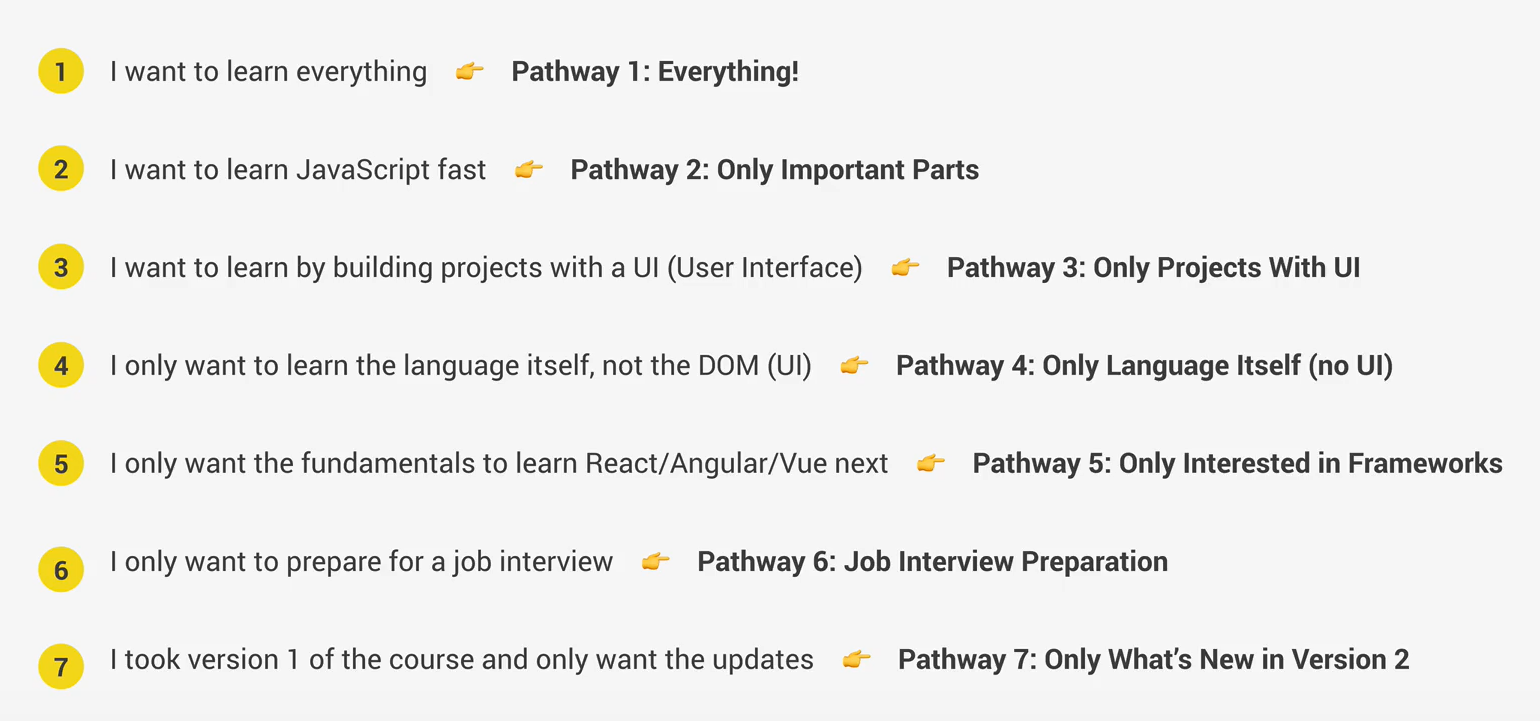 1 I want to learn everything 👉 Pathway 1: Everything!
2 I want to learn JavaScript fast 👉 Pathway 2: Only Important Parts
3 I want to learn by building projects with a UI (User Interface) 👉 Pathway 3: Only Projects With UI
4 I only want to learn the language itself, not the DOM (UI) 👉 Pathway 4: Only Language Itself (no UI)
5 I only want the fundamentals to learn React/Angular/Vue next 👉 Pathway 5: Only Interested in Frameworks
6 I only want to prepare for a job interview 👉 Pathway 6: Job Interview Preparation
7 I took version 1 of the course and only want the updates 👉 Pathway 7: Only What’s New in Version 2